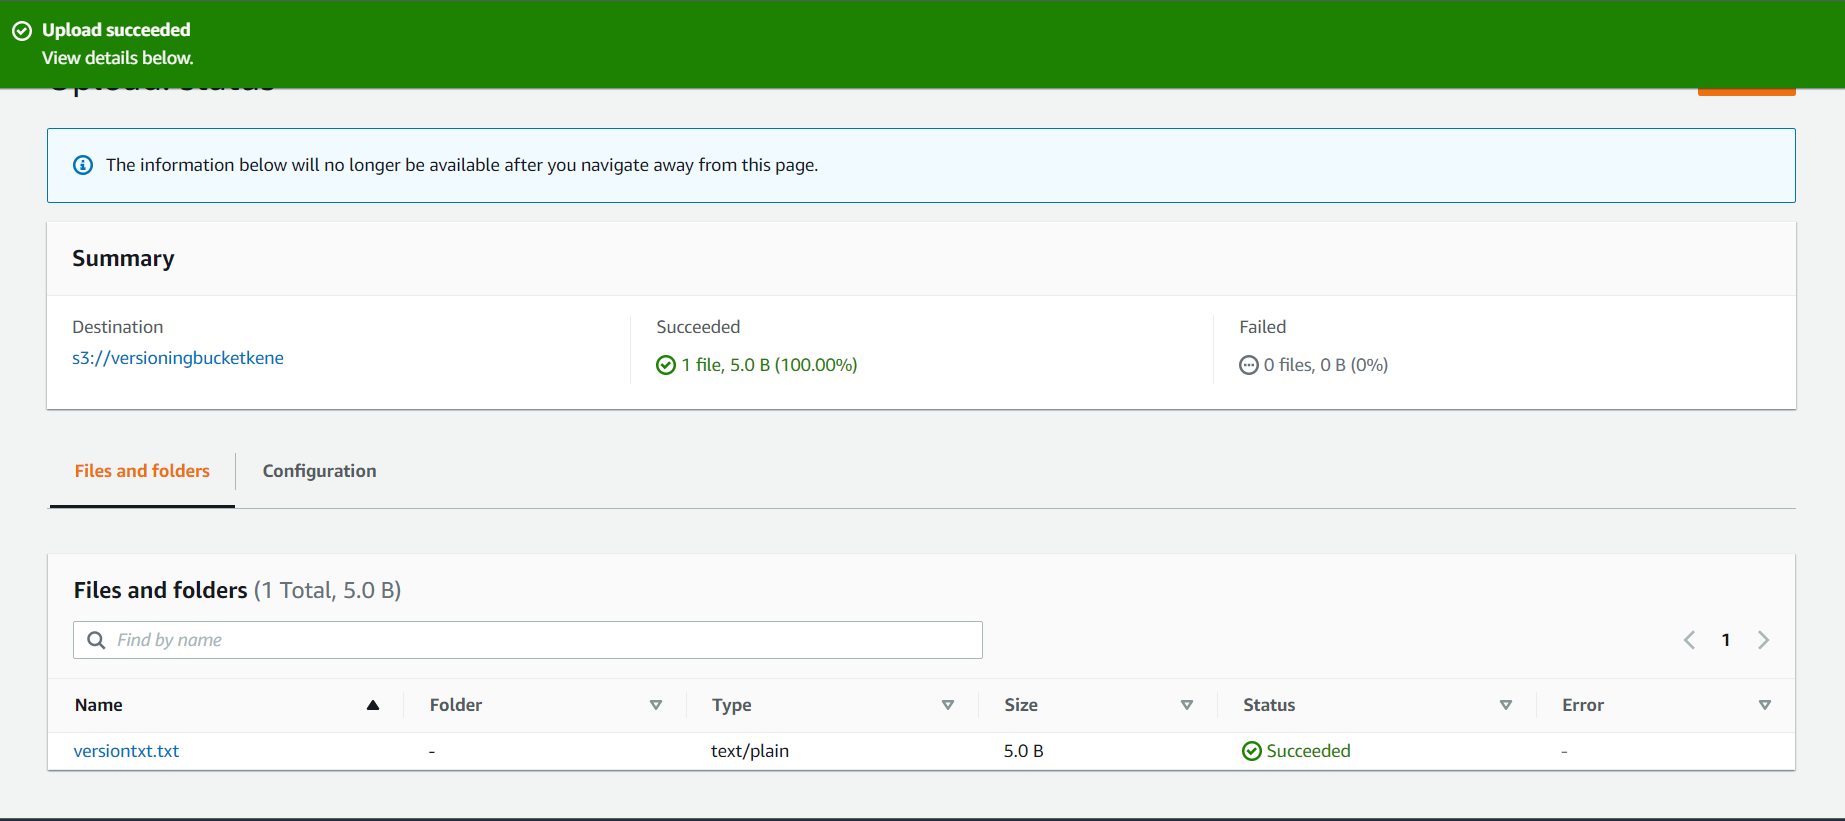 Upload succeeded
View details below.
Upload: status
The information below will no longer be available after you navigate away from this page.
Summary
Destination
s3://versioningbucketkene
Succeeded
1 file, 5.0 B (100.00%)
Failed
0 files, 0 B (0%)
Files and folders
Configuration
Files and folders (1 Total, 5.0 B)
Find by name
1
Name Folder Type Size Status Error
versiontxt.txt - text/plain 5.0 B Succeeded -